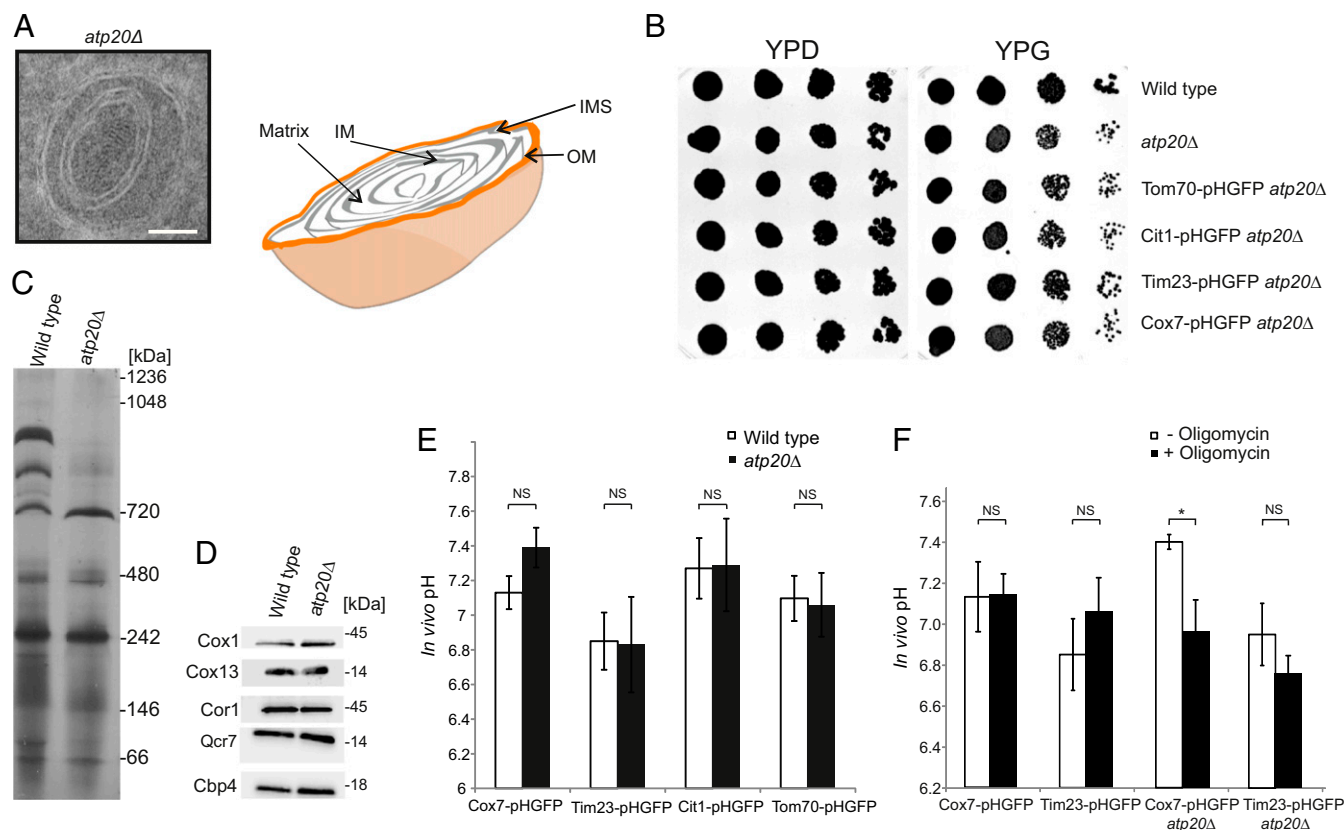 A
atp20Δ
Matrix
IM
IMS
OM
B
YPD
YPG
Wild type
atp20Δ
Tom70-pHGFP atp20Δ
Cit1-pHGFP atp20Δ
Tim23-pHGFP atp20Δ
Cox7-pHGFP atp20Δ
C
Wild type
atp20Δ
[kDa]
-1236
-1048
-720
-480
-242
-146
-66
D
Wild type
atp20Δ
[kDa]
Cox1
-45
Cox13
-14
Cor1
-45
Qcr7
-14
Cbp4
-18
E
Wild type
atp20Δ
In vivo pH
7.8
7.6
7.4
7.2
7
6.8
6.6
6.4
6.2
6
NS
NS
NS
NS
Cox7-pHGFP
Tim23-pHGFP
Cit1-pHGFP
Tom70-pHGFP
F
- Oligomycin
+ Oligomycin
In vivo pH
7.6
7.4
7.2
7.0
6.8
6.6
6.4
6.2
NS
NS
*
NS
Cox7-pHGFP
Tim23-pHGFP
Cox7-pHGFP
atp20Δ
Tim23-pHGFP
atp20Δ